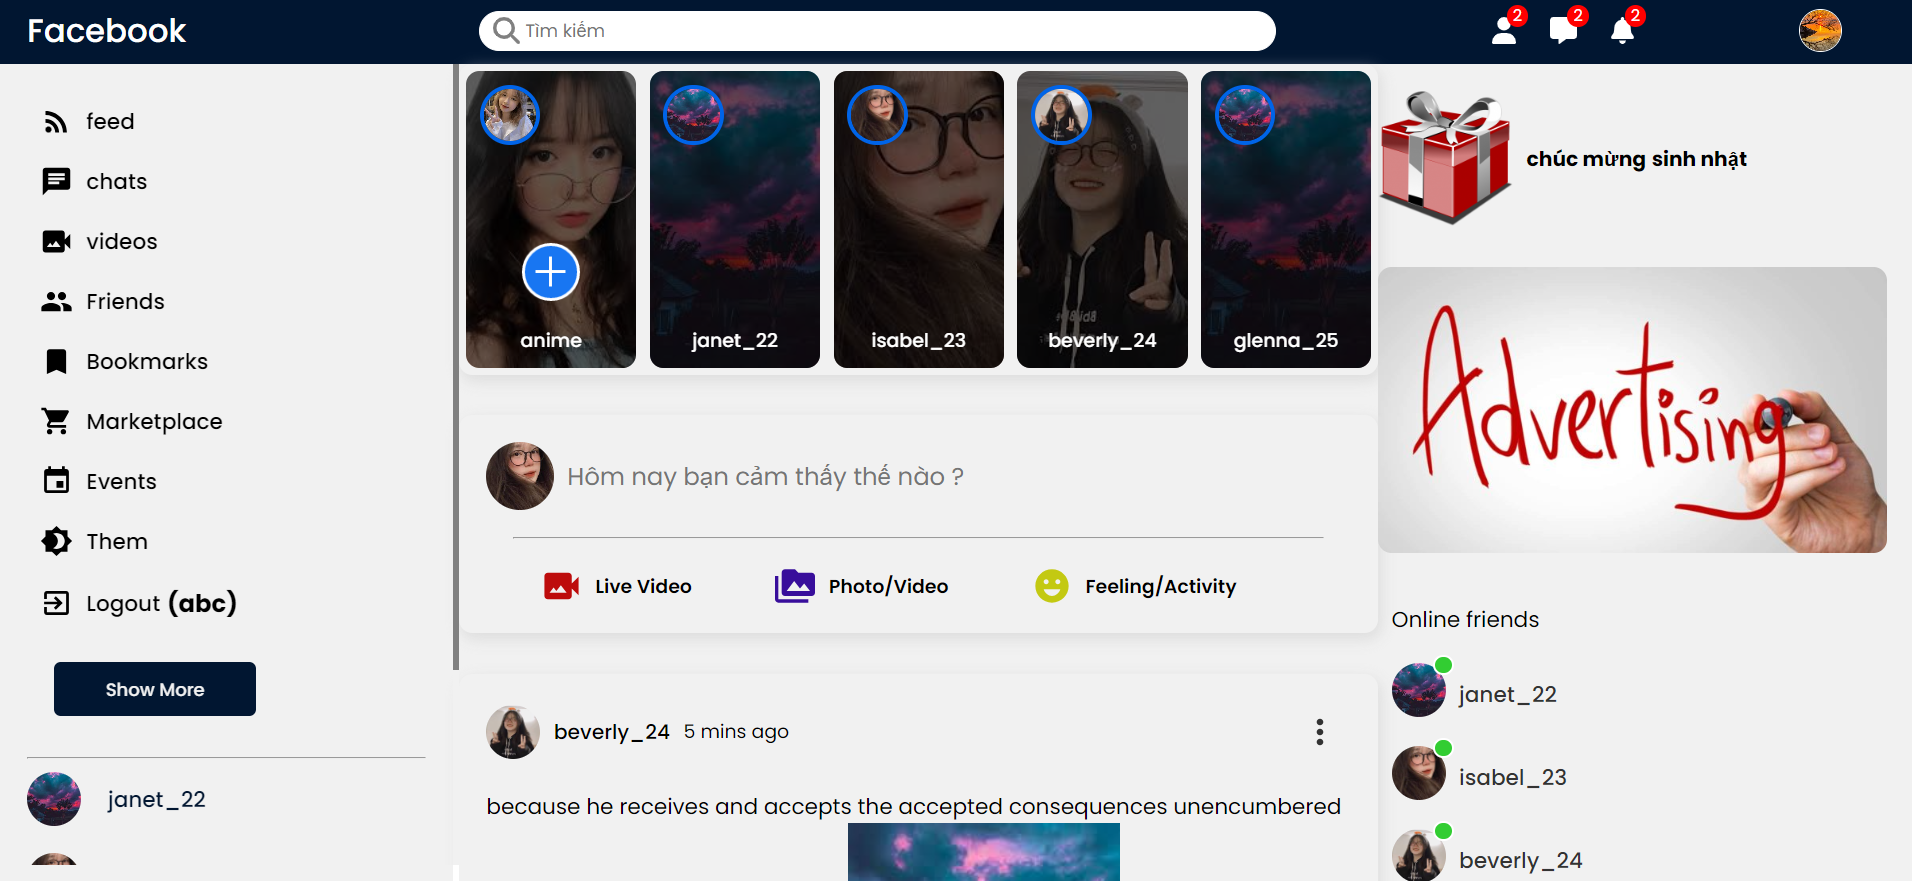 Facebook
Tìm kiếm
2
2
2
feed
chats
videos
Friends
Bookmarks
Marketplace
Events
Them
Logout (abc)
Show More
janet_22
anime
janet_22
isabel_23
beverly_24
glenna_25
Hôm nay bạn cảm thấy thế nào ?
Live Video
Photo/Video
Feeling/Activity
beverly_24 5 mins ago
because he receives and accepts the accepted consequences unencumbered
chúc mừng sinh nhật
Advertising
Online friends
janet_22
isabel_23
beverly_24